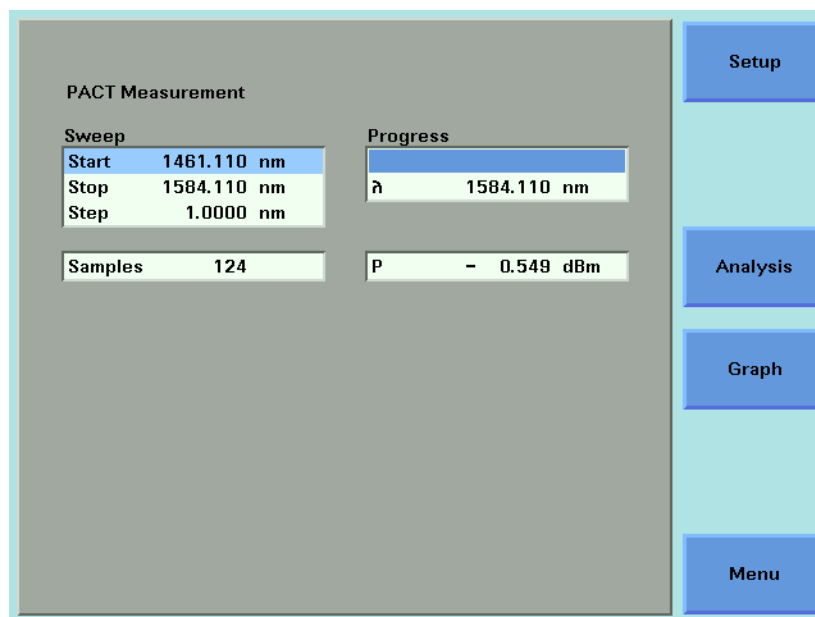 PACT Measurement
Sweep
Start 1461.110 nm
Stop 1584.110 nm
Step 1.0000 nm
Samples 124
Progress
λ 1584.110 nm
P - 0.549 dBm
Setup
Analysis
Graph
Menu